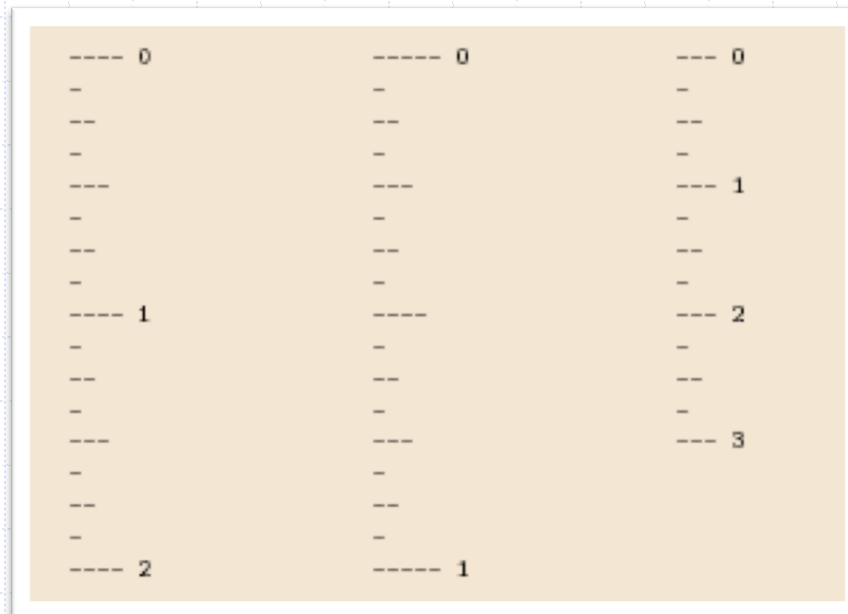 ---- 0 ----- 0 --- 0
- - -
-- -- --
- - -
--- --- --- 1
- - -
-- -- --
- - -
---- 1 ---- --- 2
- - -
-- -- --
- - -
--- --- --- 3
- -
-- --
- -
---- 2 ----- 1